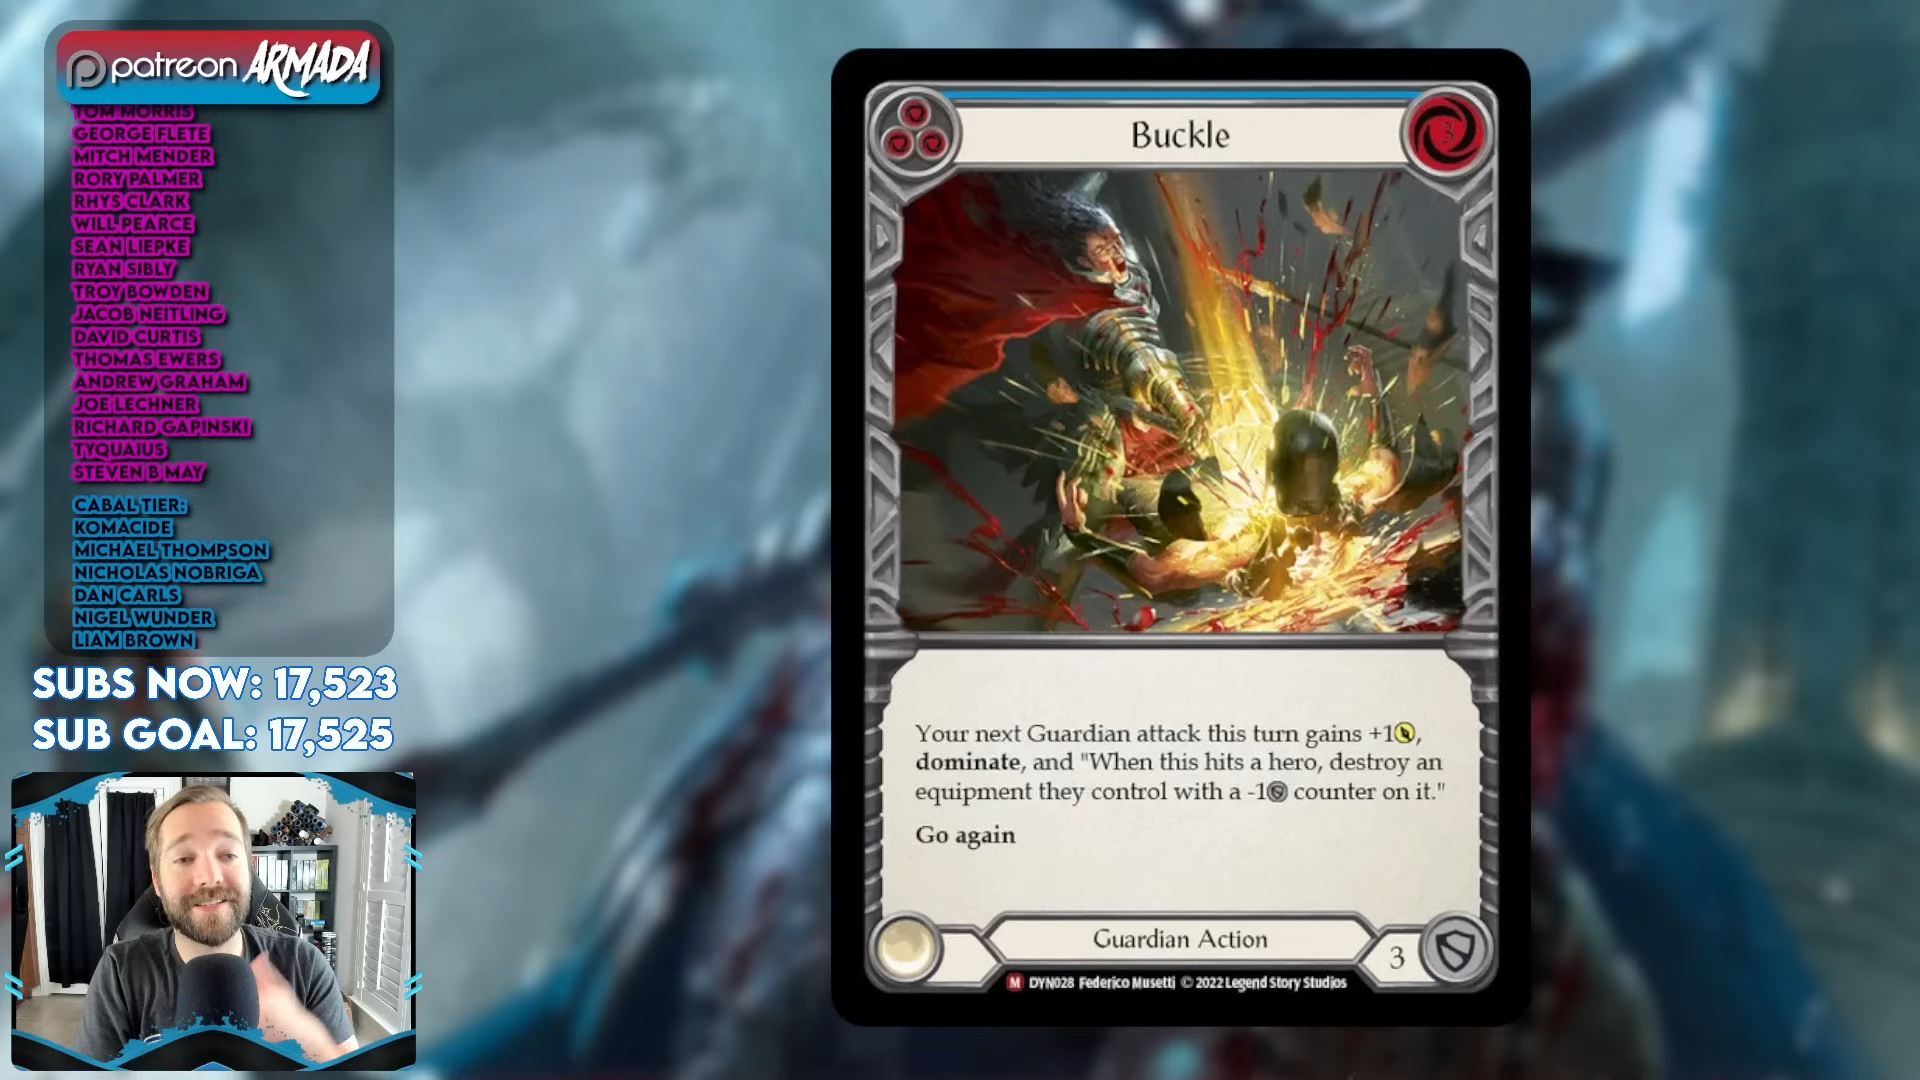 patreon ARMADA
TOM MORRIS
GEORGE FLETE
MITCH MENDER
RORY PALMER
RHYS CLARK
WILL PEARCE
SEAN LIEPKE
RYAN SIBLY
TROY BOWDEN
JACOB NEITLING
DAVID CURTIS
THOMAS EWERS
ANDREW GRAHAM
JOE LECHNER
RICHARD GAPINSKI
TYQUAIUS
STEVEN B MAY
CABAL TIER:
KOMACIDE
MICHAEL THOMPSON
NICHOLAS NOBRIGA
DAN CARLS
NIGEL WUNDER
LIAM BROWN
SUBS NOW: 17,523
SUB GOAL: 17,525
Buckle
3
Your next Guardian attack this turn gains +1,
dominate, and "When this hits a hero, destroy an
equipment they control with a -1 counter on it."
Go again
Guardian Action
3
M DYN028 Federico Musetti © 2022 Legend Story Studios